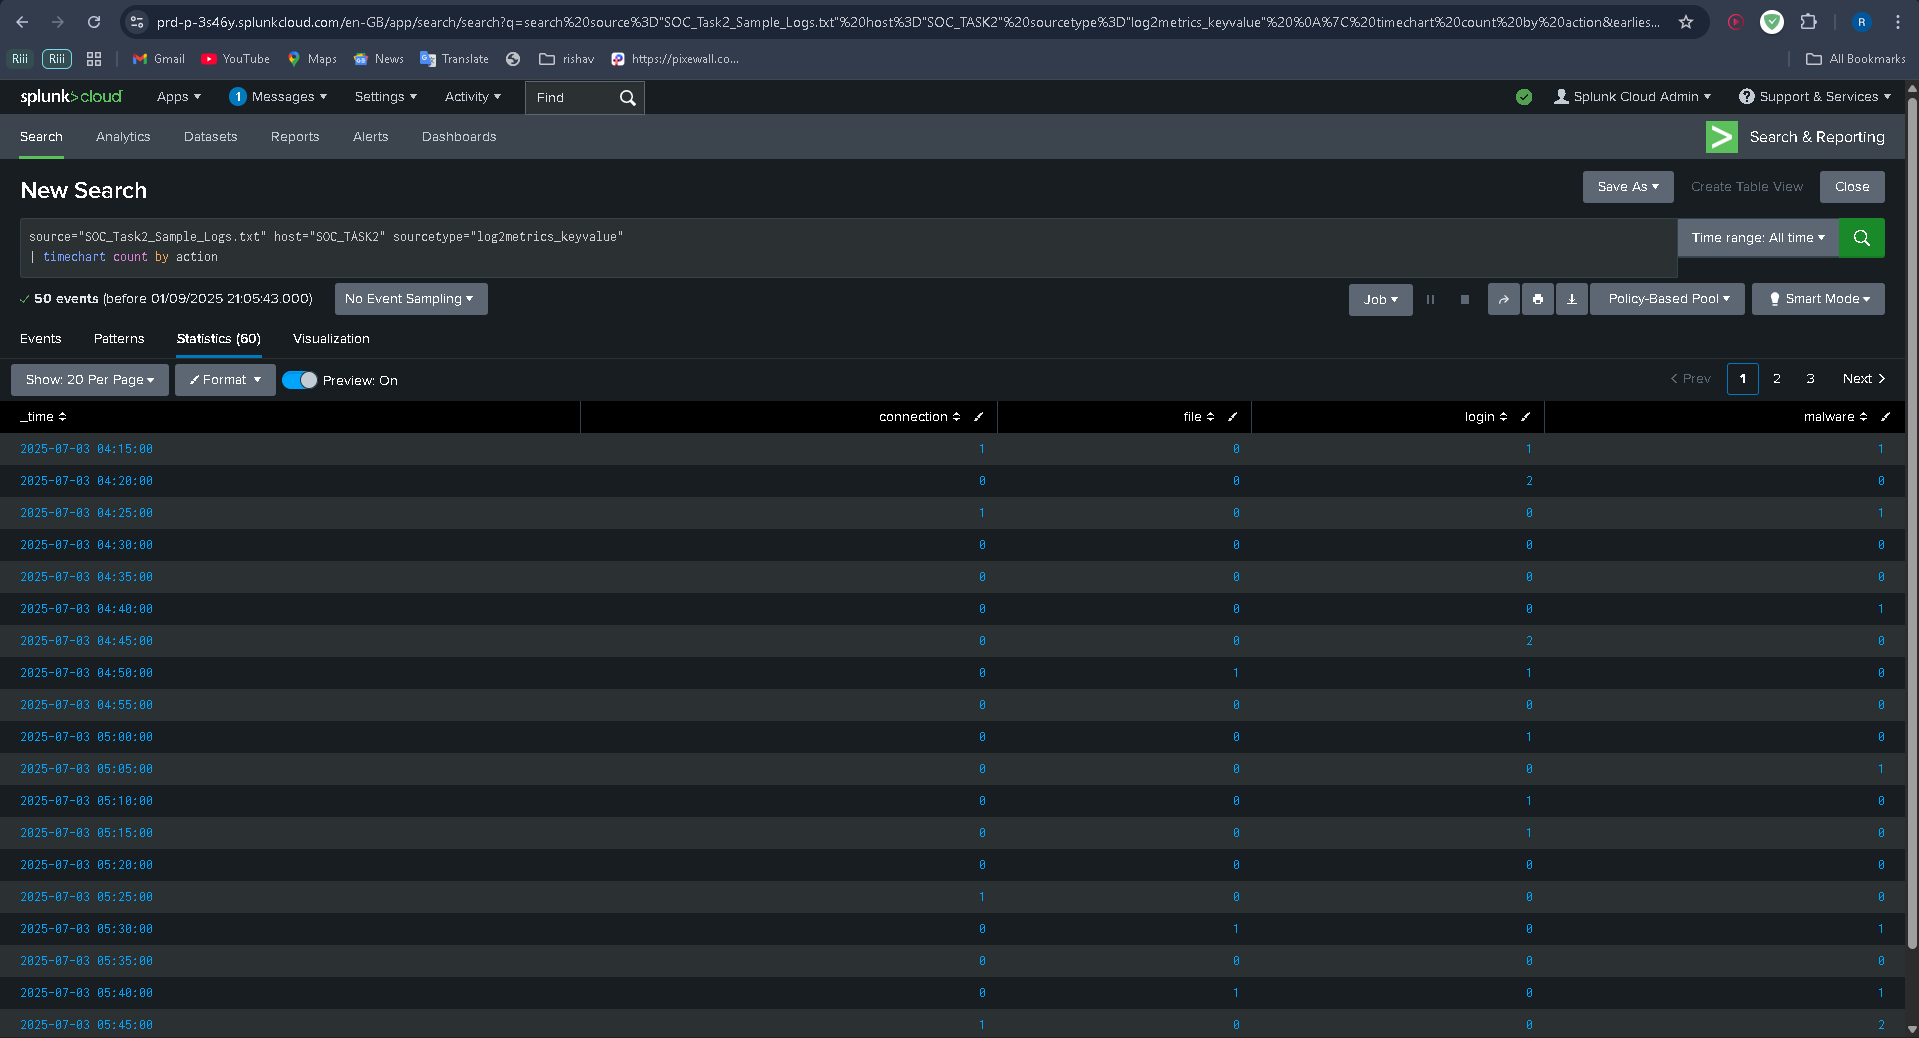 prd-p-3s46y.splunkcloud.com/en-GB/app/search/search?q=search%20source%3D"SOC_Task2_Sample_Logs.txt"%20host%3D"SOC_TASK2"%20sourcetype%3D"log2metrics_keyvalue"%20%0A%7C%20timechart%20count%20by%20action&earlies... R
Riii Riii Gmail YouTube Maps News Translate rishav https://pixewall.co... All Bookmarks
splunk>cloud Apps 1 Messages Settings Activity Find Splunk Cloud Admin Support & Services
Search Analytics Datasets Reports Alerts Dashboards > Search & Reporting
New Search Save As Create Table View Close
source="SOC_Task2_Sample_Logs.txt" host="SOC_TASK2" sourcetype="log2metrics_keyvalue" Time range: All time
| timechart count by action
50 events (before 01/09/2025 21:05:43.000) No Event Sampling Job Policy-Based Pool Smart Mode
Events Patterns Statistics (60) Visualization
Show: 20 Per Page Format Preview: On < Prev 1 2 3 Next >
_time connection file login malware
2025-07-03 04:15:00 1 0 1 1
2025-07-03 04:20:00 0 0 2 0
2025-07-03 04:25:00 1 0 0 1
2025-07-03 04:30:00 0 0 0 0
2025-07-03 04:35:00 0 0 0 0
2025-07-03 04:40:00 0 0 0 1
2025-07-03 04:45:00 0 0 2 0
2025-07-03 04:50:00 0 1 1 0
2025-07-03 04:55:00 0 0 0 0
2025-07-03 05:00:00 0 0 1 0
2025-07-03 05:05:00 0 0 0 1
2025-07-03 05:10:00 0 0 1 0
2025-07-03 05:15:00 0 0 1 0
2025-07-03 05:20:00 0 0 0 0
2025-07-03 05:25:00 1 0 0 0
2025-07-03 05:30:00 0 1 0 1
2025-07-03 05:35:00 0 0 0 0
2025-07-03 05:40:00 0 1 0 1
2025-07-03 05:45:00 1 0 0 2